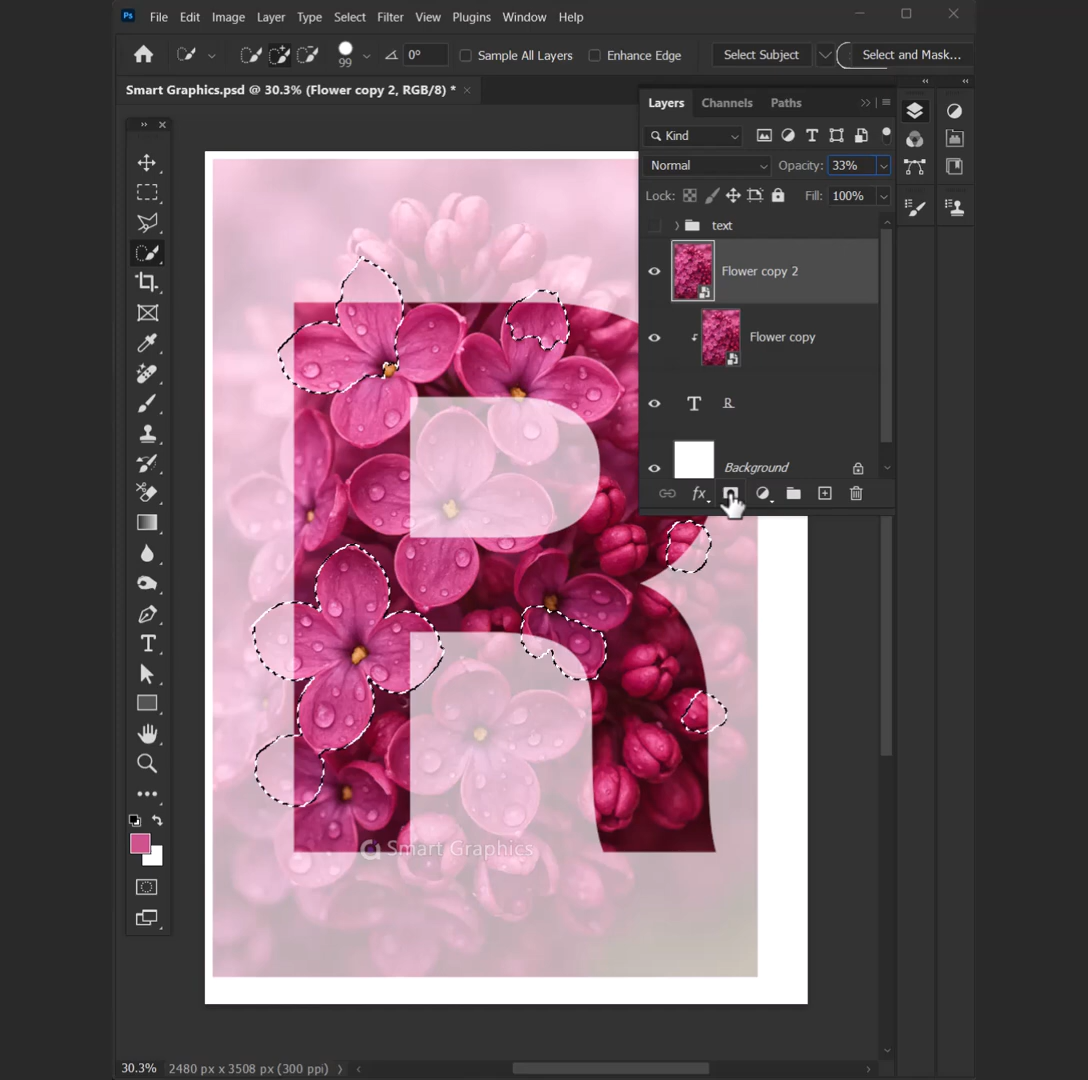 Ps File Edit Image Layer Type Select Filter View Plugins Window Help
99 0° Sample All Layers Enhance Edge Select Subject Select and Mask...
Smart Graphics.psd @ 30.3% (Flower copy 2, RGB/8) *
Layers Channels Paths
Kind
Normal Opacity: 33%
Lock: Fill: 100%
text
Flower copy 2
Flower copy
T R
Background
fx
R
Smart Graphics
30.3% 2480 px x 3508 px (300 ppi)